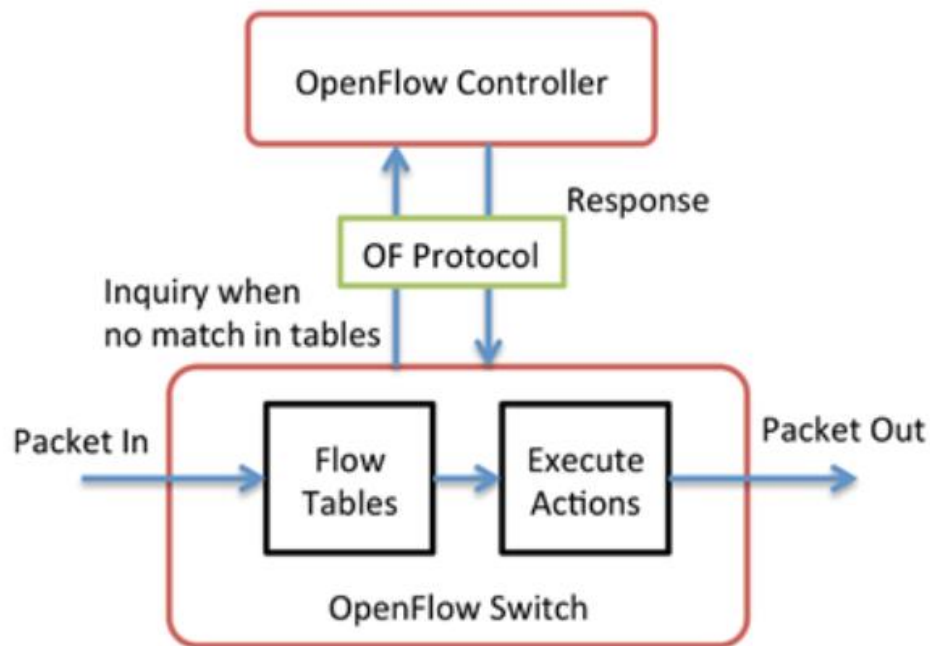 OpenFlow Controller
Response
OF Protocol
Inquiry when
no match in tables
Packet In
Flow
Tables
Execute
Actions
Packet Out
OpenFlow Switch